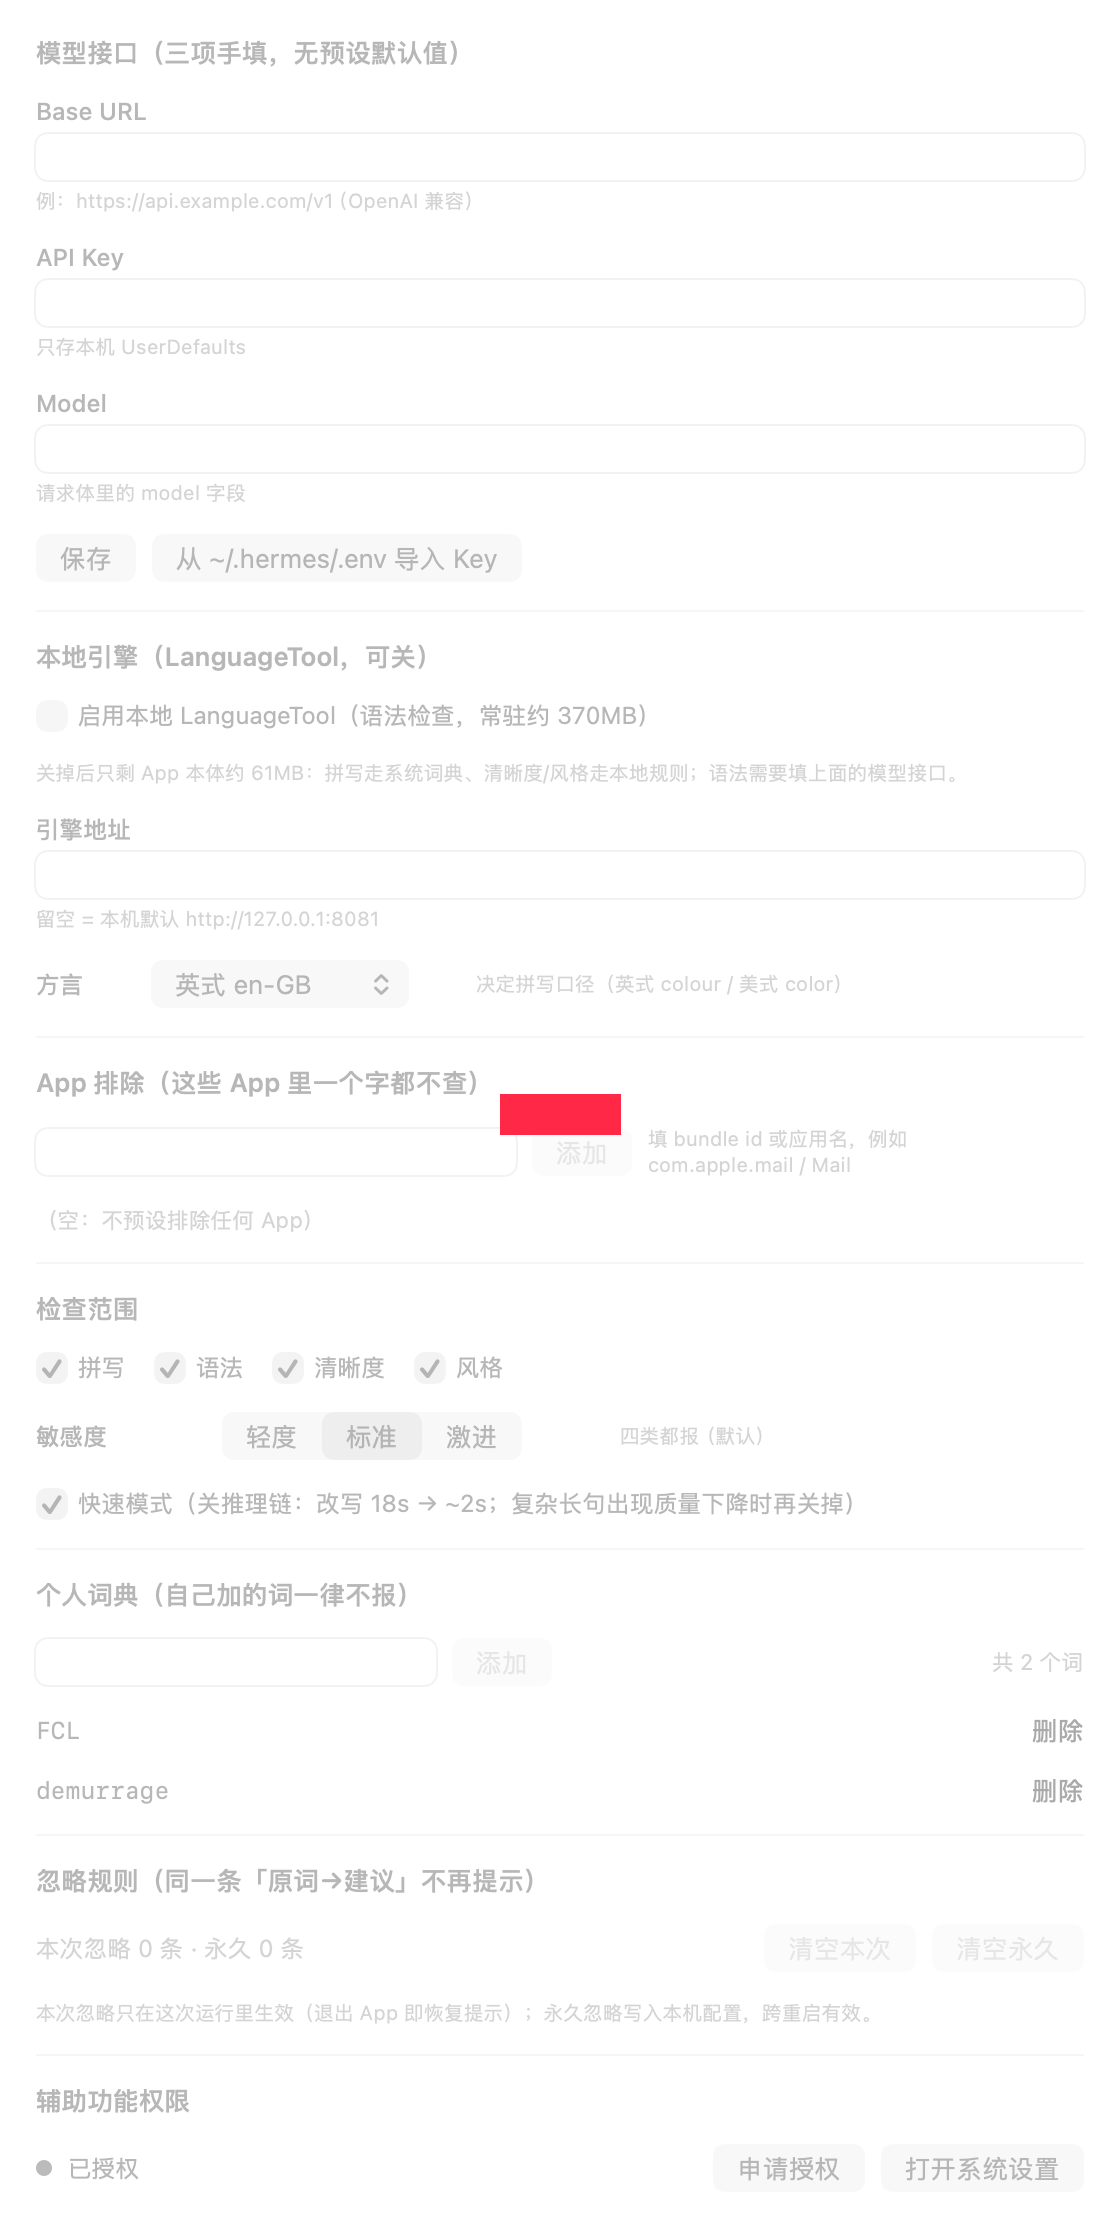 模型接口（三项手填，无预设默认值）
Base URL
例：https://api.example.com/v1（OpenAI 兼容）
API Key
只存本机 UserDefaults
Model
请求体里的 model 字段
保存 从 ~/.hermes/.env 导入 Key
本地引擎（LanguageTool，可关）
启用本地 LanguageTool（语法检查，常驻约 370MB）
关掉后只剩 App 本体约 61MB：拼写走系统词典、清晰度/风格走本地规则；语法需要填上面的模型接口。
引擎地址
留空 = 本机默认 http://127.0.0.1:8081
方言 英式 en-GB 决定拼写口径（英式 colour / 美式 color）
App 排除（这些 App 里一个字都不查）
添加 填 bundle id 或应用名，例如
com.apple.mail / Mail
（空：不预设排除任何 App）
检查范围
拼写 语法 清晰度 风格
敏感度 轻度 标准 激进 四类都报（默认）
快速模式（关推理链：改写 18s → ~2s；复杂长句出现质量下降时再关掉）
个人词典（自己加的词一律不报）
添加 共 2 个词
FCL 删除
demurrage 删除
忽略规则（同一条「原词→建议」不再提示）
本次忽略 0 条 · 永久 0 条 清空本次 清空永久
本次忽略只在这次运行里生效（退出 App 即恢复提示）；永久忽略写入本机配置，跨重启有效。
辅助功能权限
已授权 申请授权 打开系统设置